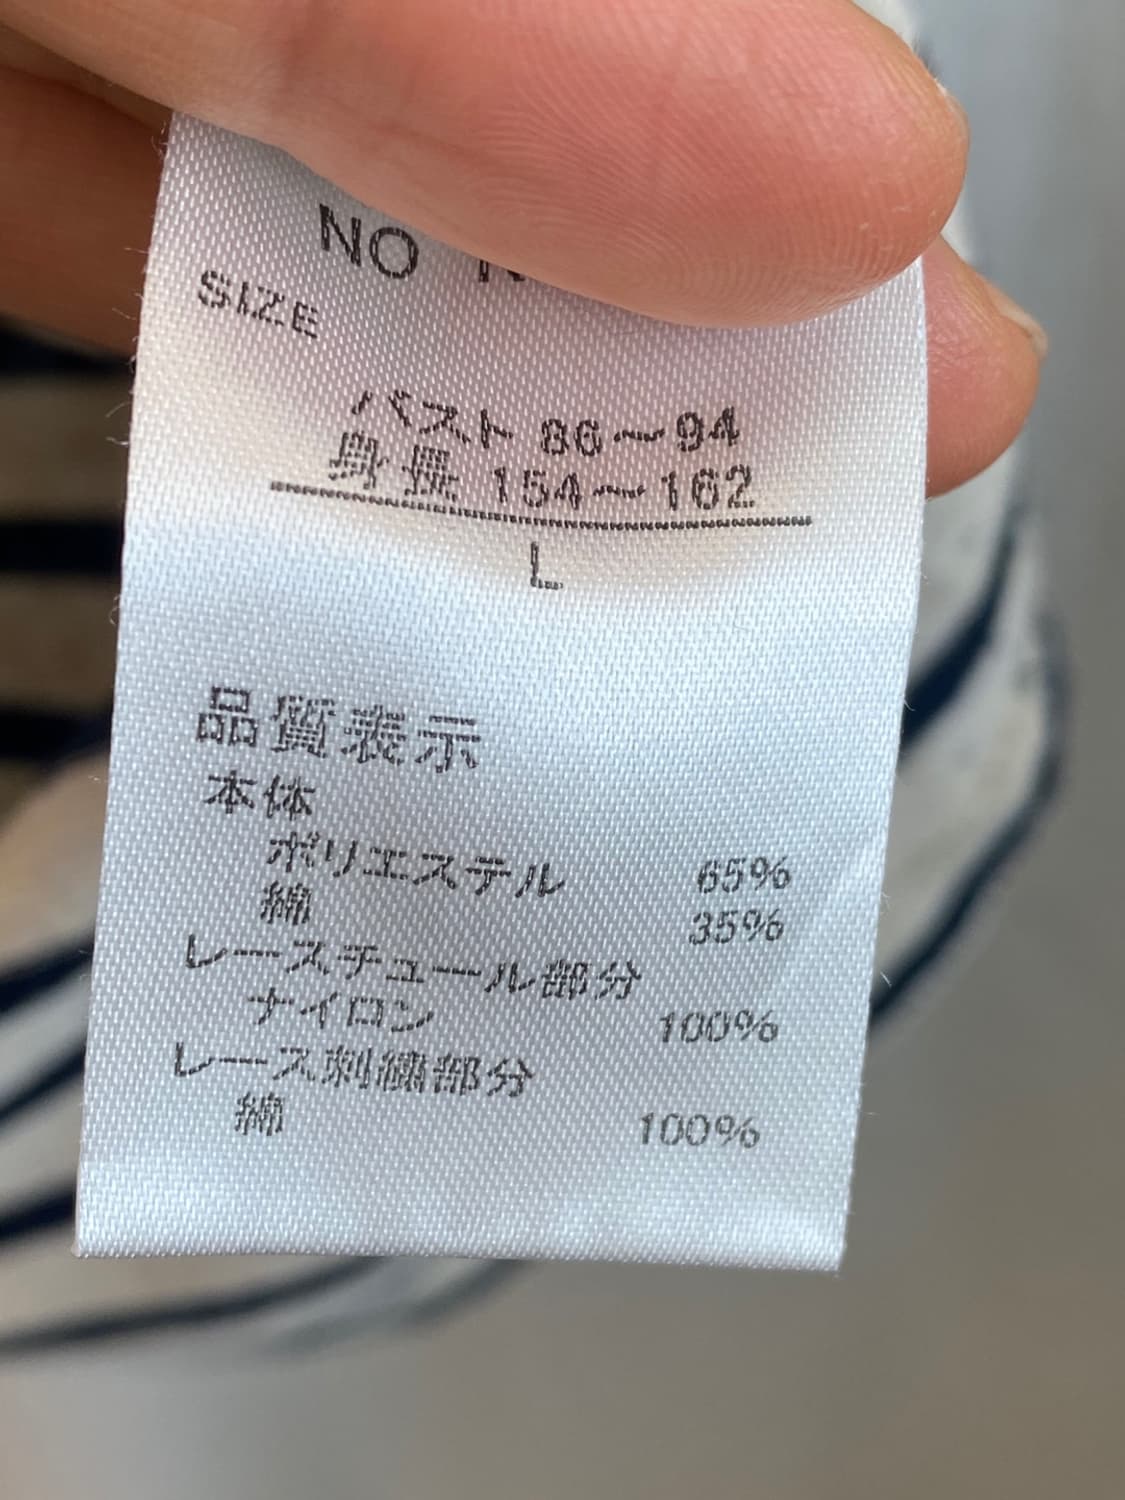 NO
SIZE
バスト 86～94
身長 154～162
L
品質表示
本体
ポリエステル 65%
綿 35%
レースチュール部分
ナイロン 100%
レース刺繍部分
綿 100%